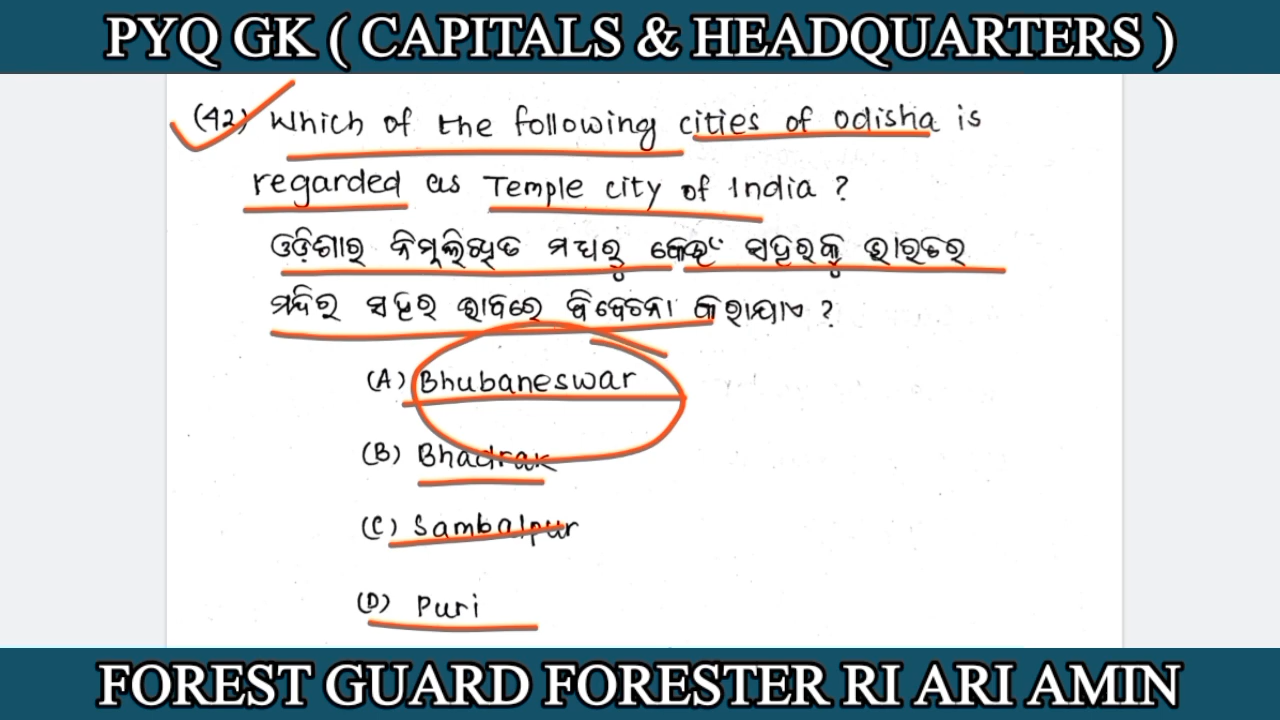 PYQ GK ( CAPITALS & HEADQUARTERS )
(42) Which of the following cities of Odisha is
regarded as Temple city of India ?
ଓଡ଼ିଶାର ନିମ୍ନଲିଖିତ ମଧ୍ୟରୁ କେଉଁ ସହରକୁ ଭାରତର
ମନ୍ଦିର ସହର ଭାବରେ ବିବେଚନା କରାଯାଏ ?
(A) Bhubaneswar
(B) Bhadrak
(C) Sambalpur
(D) Puri
FOREST GUARD FORESTER RI ARI AMIN